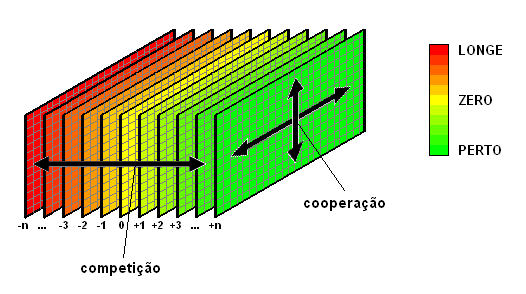 LONGE
ZERO
PERTO
cooperação
-n ... -3 -2 -1 0 +1 +2 +3 ... +n
competição